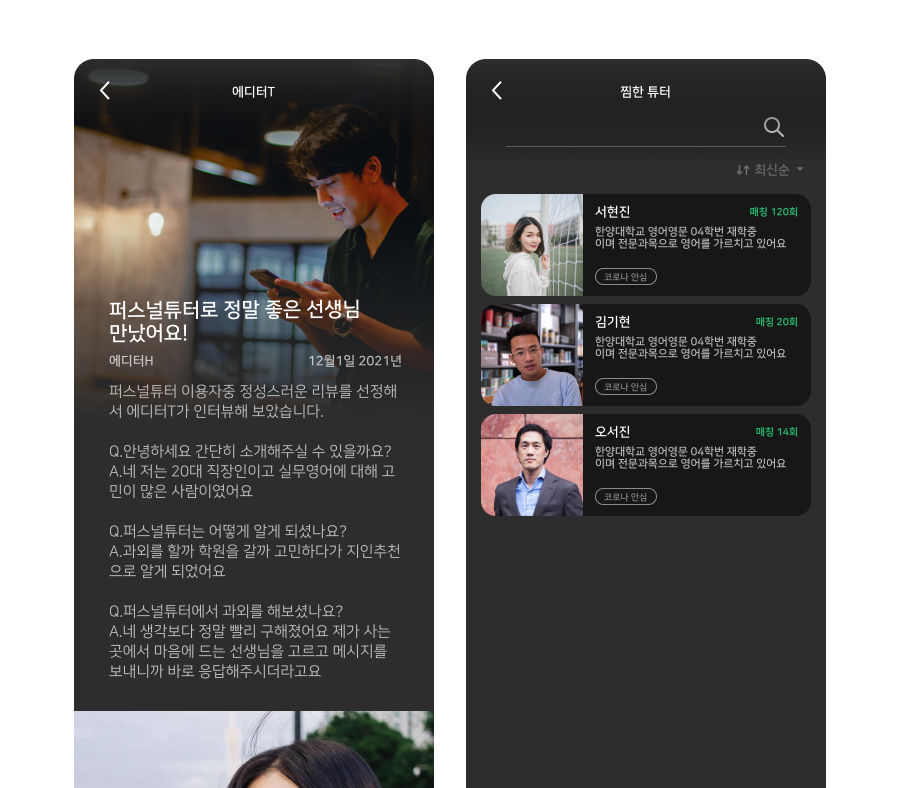 에디터T
퍼스널튜터로 정말 좋은 선생님
만났어요!
에디터H
12월1일 2021년
퍼스널튜터 이용자중 정성스러운 리뷰를 선정해
서 에디터T가 인터뷰해 보았습니다.
Q.안녕하세요 간단히 소개해주실 수 있을까요?
A.네 저는 20대 직장인이고 실무영어에 대해 고
민이 많은 사람이였어요
Q.퍼스널튜터는 어떻게 알게 되셨나요?
A.과외를 할까 학원을 갈까 고민하다가 지인추천
으로 알게 되었어요
Q.퍼스널튜터에서 과외를 해보셨나요?
A.네 생각보다 정말 빨리 구해졌어요 제가 사는
곳에서 마음에 드는 선생님을 고르고 메시지를
보내니까 바로 응답해주시더라고요
찜한 튜터
최신순
서현진
매칭 120회
한양대학교 영어영문 04학번 재학중
이며 전문과목으로 영어를 가르치고 있어요
코로나 안심
김기현
매칭 20회
한양대학교 영어영문 04학번 재학중
이며 전문과목으로 영어를 가르치고 있어요
코로나 안심
오서진
매칭 14회
한양대학교 영어영문 04학번 재학중
이며 전문과목으로 영어를 가르치고 있어요
코로나 안심